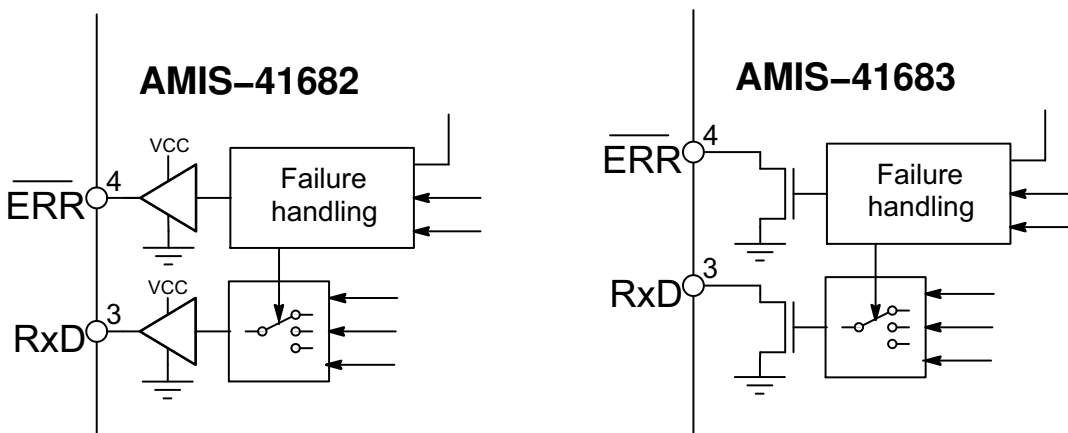 AMIS–41682
VCC
4
ERR
Failure
handling
VCC
3
RxD
AMIS–41683
4
ERR
Failure
handling
3
RxD